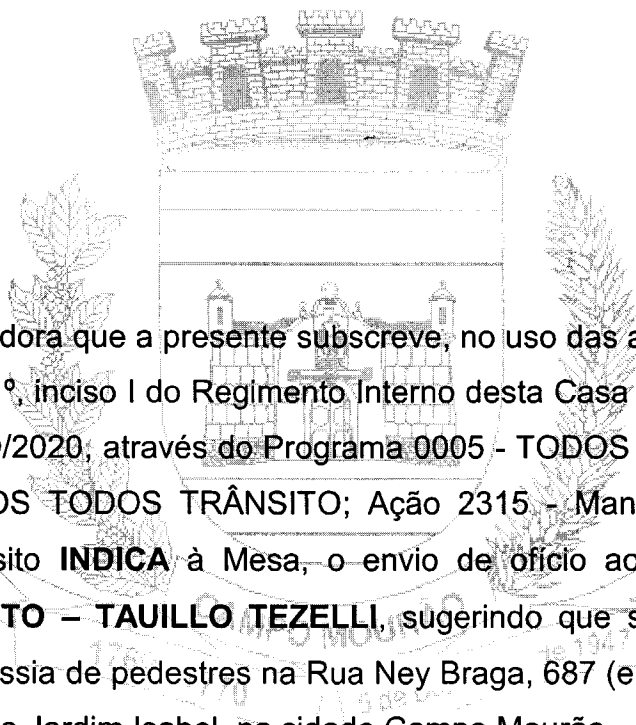 dora que a presente subscreve, no uso das a
º, inciso I do Regimento Interno desta Casa
/2020, através do Programa 0005 - TODOS
OS TODOS TRÂNSITO; Ação 2315 - Man
sito INDICA à Mesa, o envio de ofício ao
TO – TAUILLO TEZELLI, sugerindo que s
CAMPO MOURÃO
ssia de pedestres na Rua Ney Braga, 687 (e
o Jardim Isabel, na cidade Campo Mourão